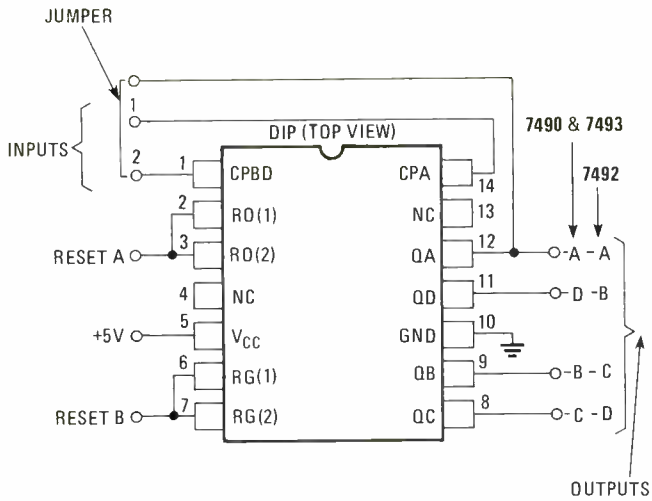 JUMPER
INPUTS
1
2
DIP (TOP VIEW)
7490 & 7493
7492
1 CPBD CPA 14
2 RO(1) NC 13
RESET A 3 RO(2) QA 12 -A - A
4 NC QD 11 -D -B
+5V 5 VCC GND 10
6 RG(1) QB 9 -B - C
RESET B 7 RG(2) QC 8 -C - D
OUTPUTS